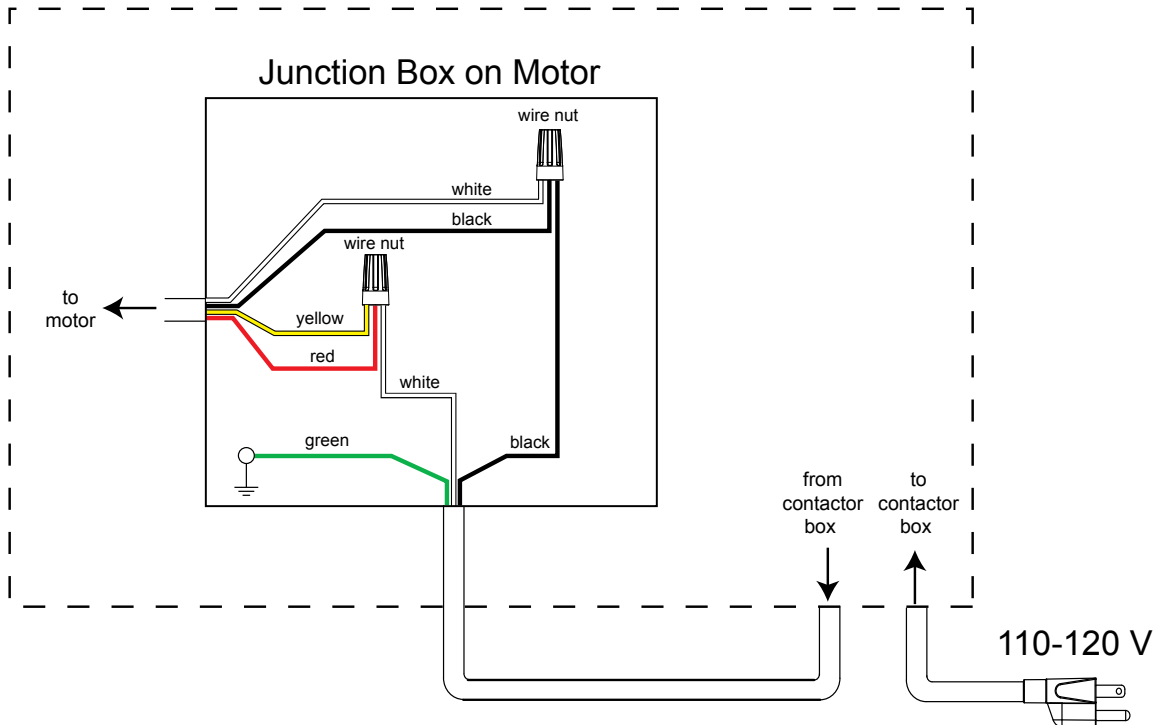 Junction Box on Motor
wire nut
white
black
wire nut
to
motor
yellow
red
white
green
black
from
contactor
box
to
contactor
box
110-120 V